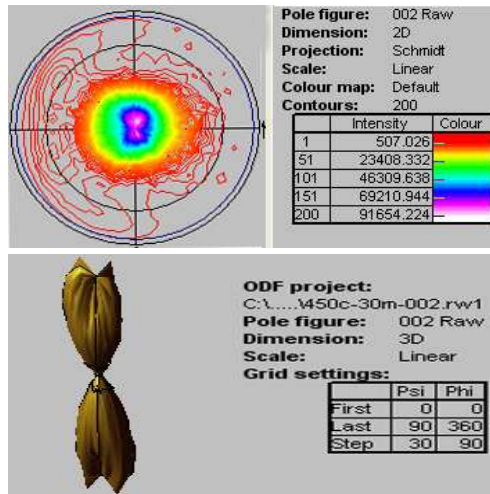 Pole figure: 002 Raw
Dimension: 2D
Projection: Schmidt
Scale: Linear
Colour map: Default
Contours: 200
Intensity Colour
1 507.026
51 23408.332
101 46309.638
151 69210.944
200 91654.224
ODF project:
C:\.....\450c-30m-002.rw1
Pole figure: 002 Raw
Dimension: 3D
Scale: Linear
Grid settings:
Psi Phi
First 0 0
Last 90 360
Step 30 90